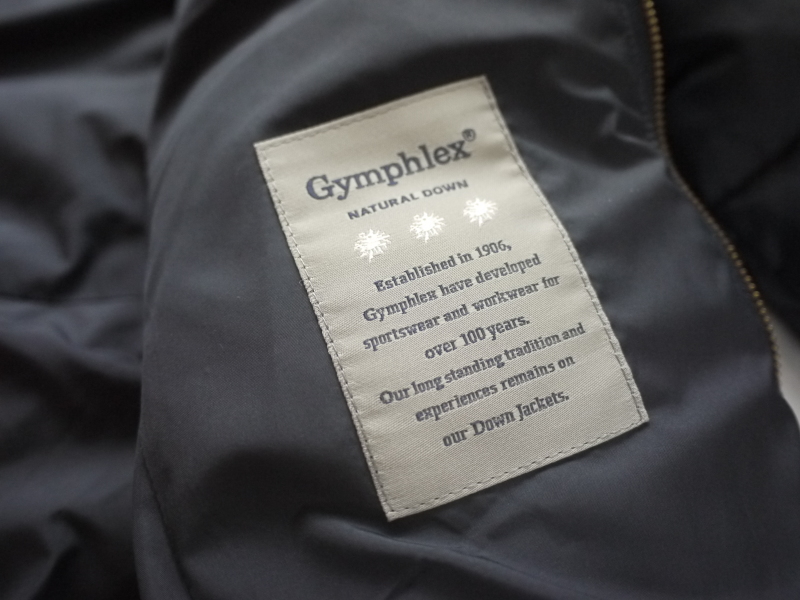 Gymphlex®
NATURAL DOWN
Established in 1906,
Gymphlex have developed
sportswear and workwear for
over 100 years.
Our long standing tradition and
experiences remains on
our Down Jackets.